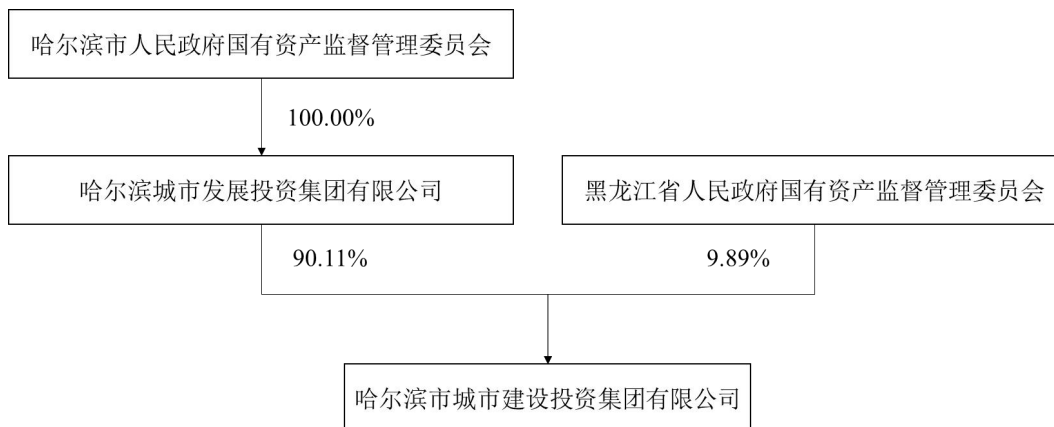 哈尔滨市人民政府国有资产监督管理委员会
100.00%
哈尔滨城市发展投资集团有限公司
黑龙江省人民政府国有资产监督管理委员会
90.11%
9.89%
哈尔滨市城市建设投资集团有限公司